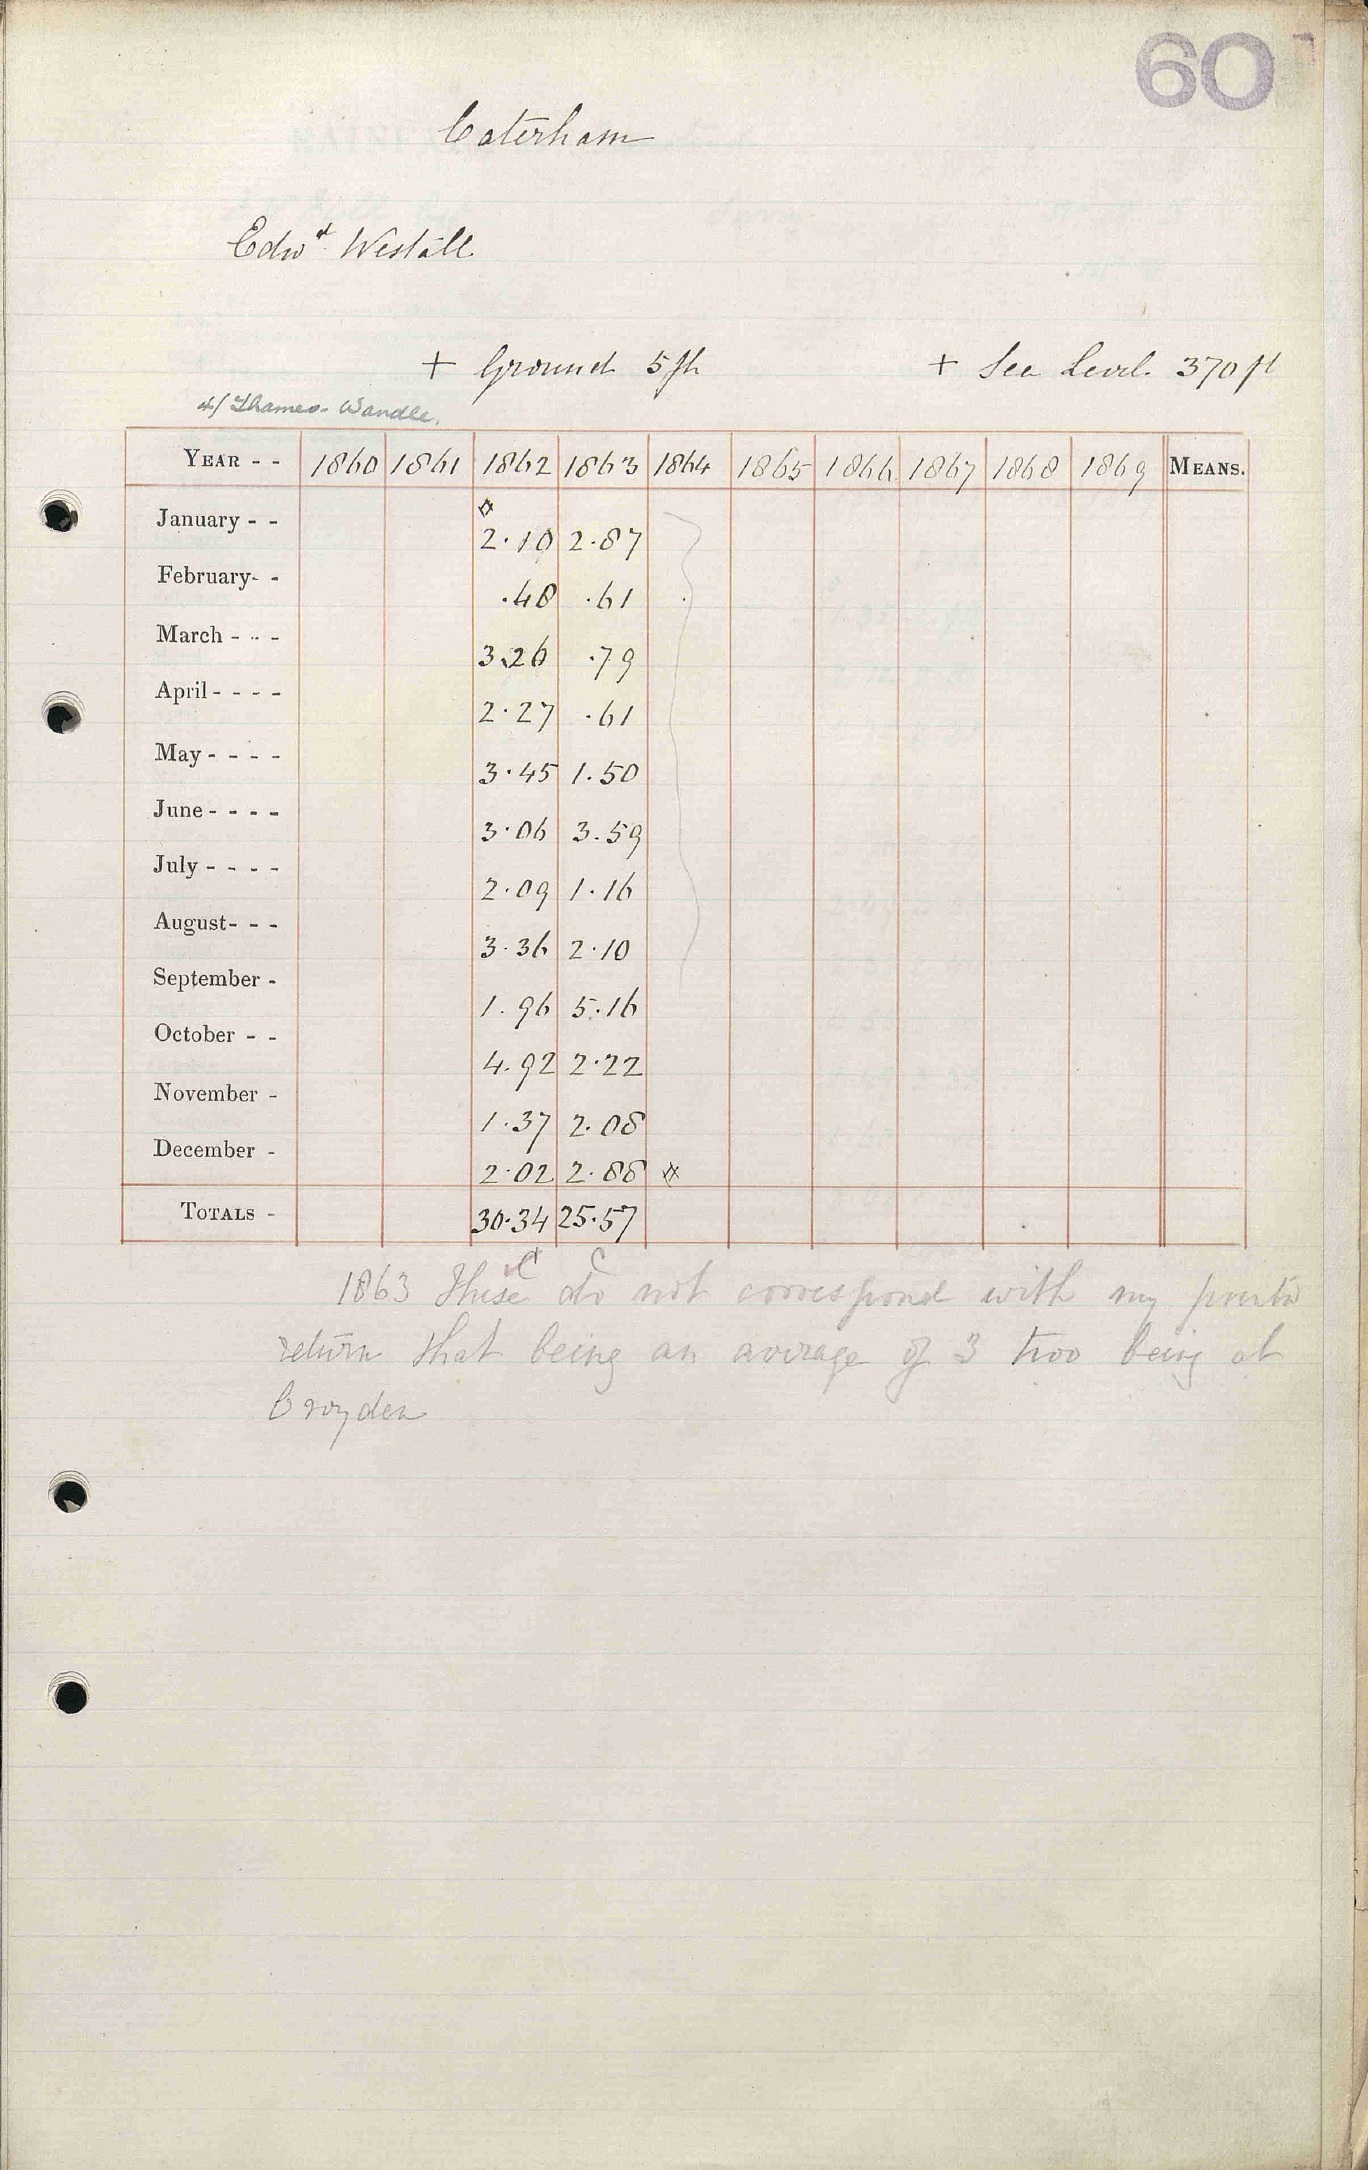 60
Caterham
Edwd Westall
+ Ground 5 ft + Sea Level. 370 ft
4/ Thames - Wandle.
YEAR - - 1860 1861 1862 1863 1864 1865 1866 1867 1868 1869 MEANS.
January - - 2.10 2.87
February- - .48 .61
March - - - 3.26 .79
April - - - - 2.27 .61
May - - - - 3.45 1.50
June - - - - 3.06 3.59
July - - - - 2.09 1.16
August- - - 3.36 2.10
September - 1.96 5.16
October - - 4.92 2.22
November - 1.37 2.08
December - 2.02 2.88
TOTALS - 30.34 25.57
C C
1863 These do not correspond with my
return that being an average of 3 two being at
Croyden